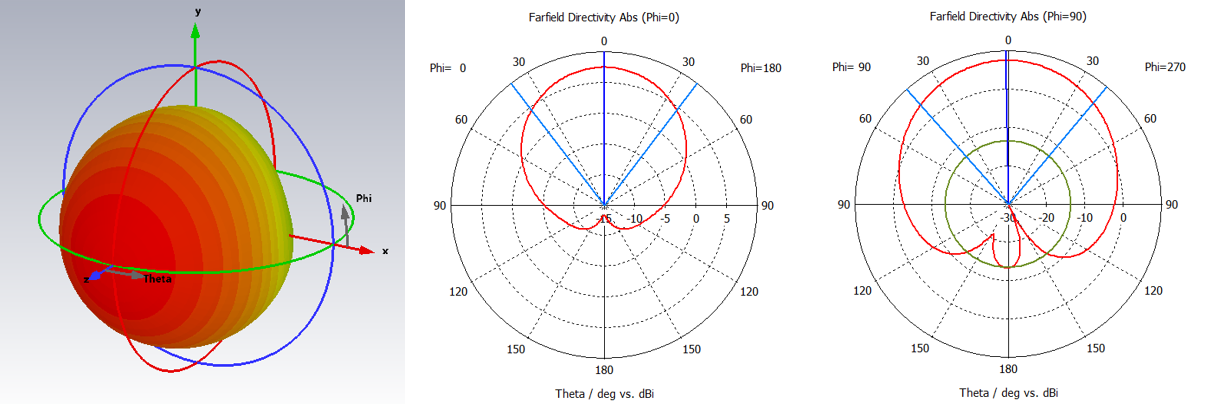 y
Phi
x
z
Theta
Farfield Directivity Abs (Phi=0)
0
30
30
Phi= 0
Phi=180
60
60
90
-15
-10
-5
0
5
90
120
120
150
150
180
Theta / deg vs. dBi
Farfield Directivity Abs (Phi=90)
0
30
30
Phi= 90
Phi=270
60
60
90
-30
-20
-10
0
90
120
120
150
150
180
Theta / deg vs. dBi